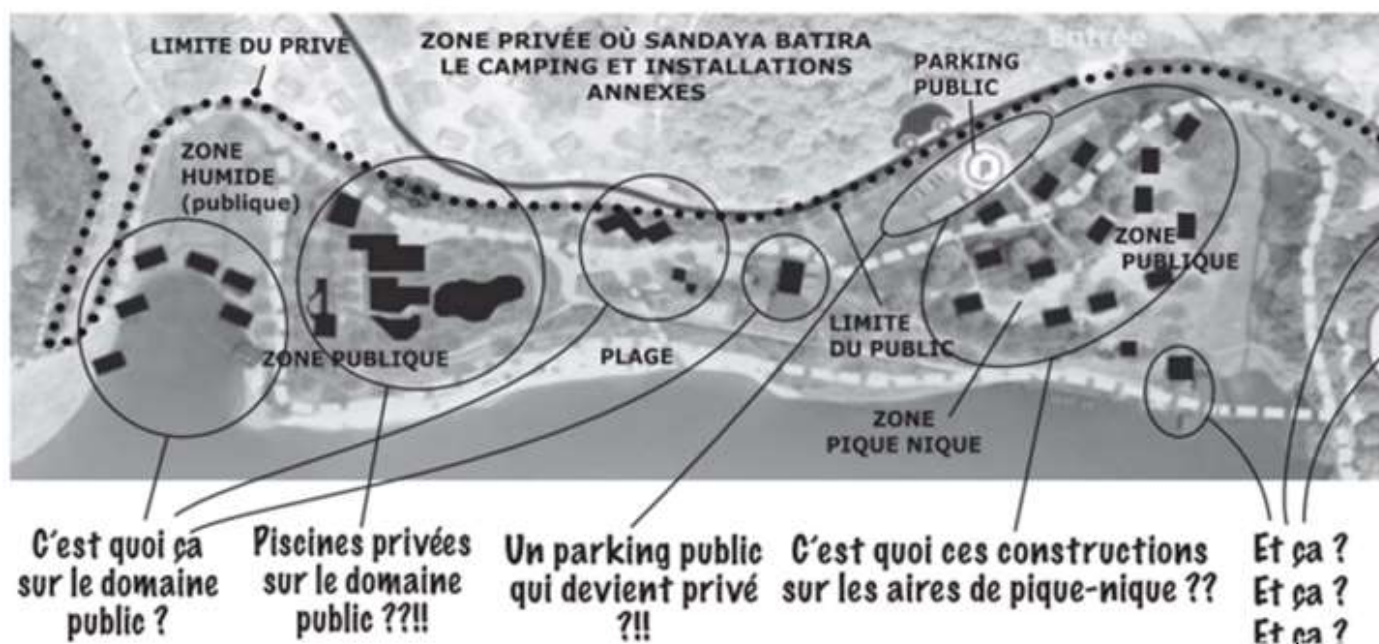 LIMITE DU PRIVÉ
ZONE PRIVÉE OÙ SANDAYA BATIRA
LE CAMPING ET INSTALLATIONS
ANNEXES
Entrée
PARKING
PUBLIC
P
ZONE
HUMIDE
(publique)
ZONE
PUBLIQUE
ZONE PUBLIQUE
PLAGE
LIMITE
DU PUBLIC
ZONE
PIQUE NIQUE
C'est quoi ça
sur le domaine
public ?
Piscines privées
sur le domaine
public ??!!
Un parking public
qui devient privé
?!!
C'est quoi ces constructions
sur les aires de pique-nique ??
Et ça ?
Et ça ?
Et ça ?